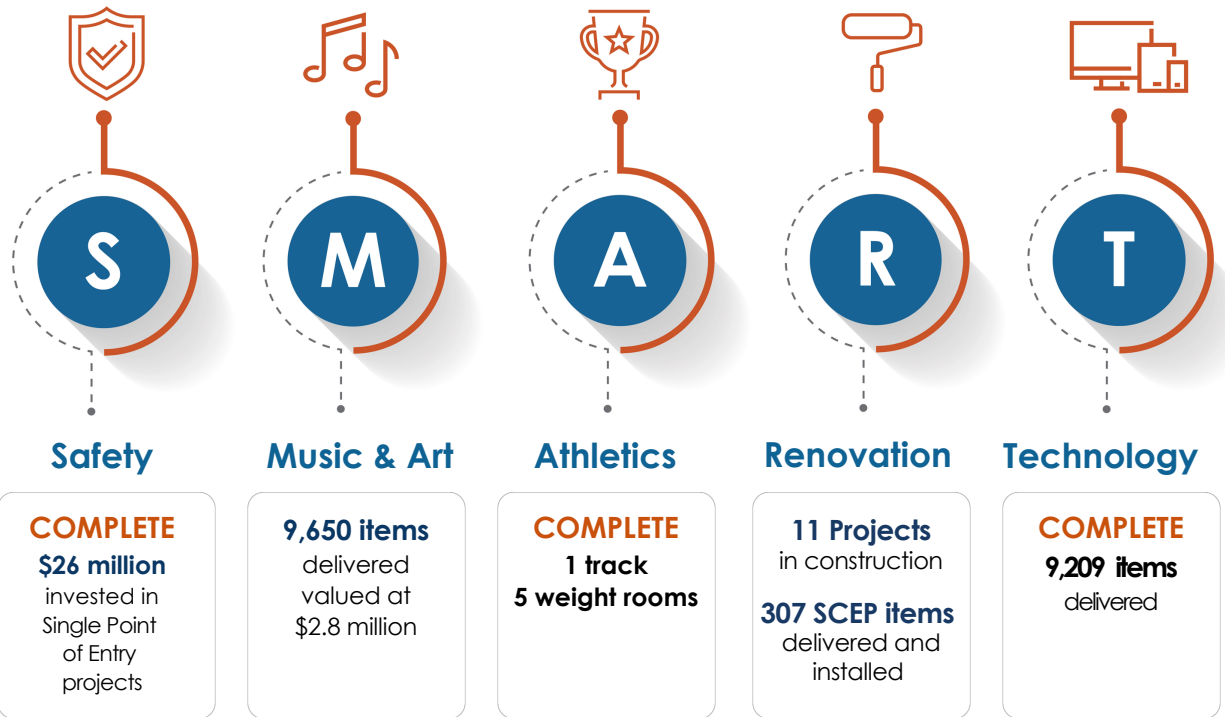 S
M
A
R
T
Safety
Music & Art
Athletics
Renovation
Technology
COMPLETE
$26 million
invested in
Single Point
of Entry
projects
9,650 items
delivered
valued at
$2.8 million
COMPLETE
1 track
5 weight rooms
11 Projects
in construction
307 SCEP items
delivered and
installed
COMPLETE
9,209 items
delivered